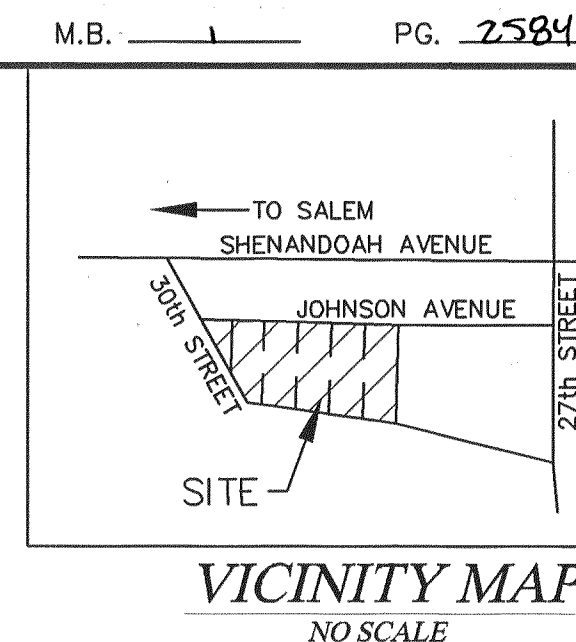 M.B. 1 PG. 2584
TO SALEM
SHENANDOAH AVENUE
30th STREET
JOHNSON AVENUE
27th STREET
SITE
VICINITY MAP
NO SCALE